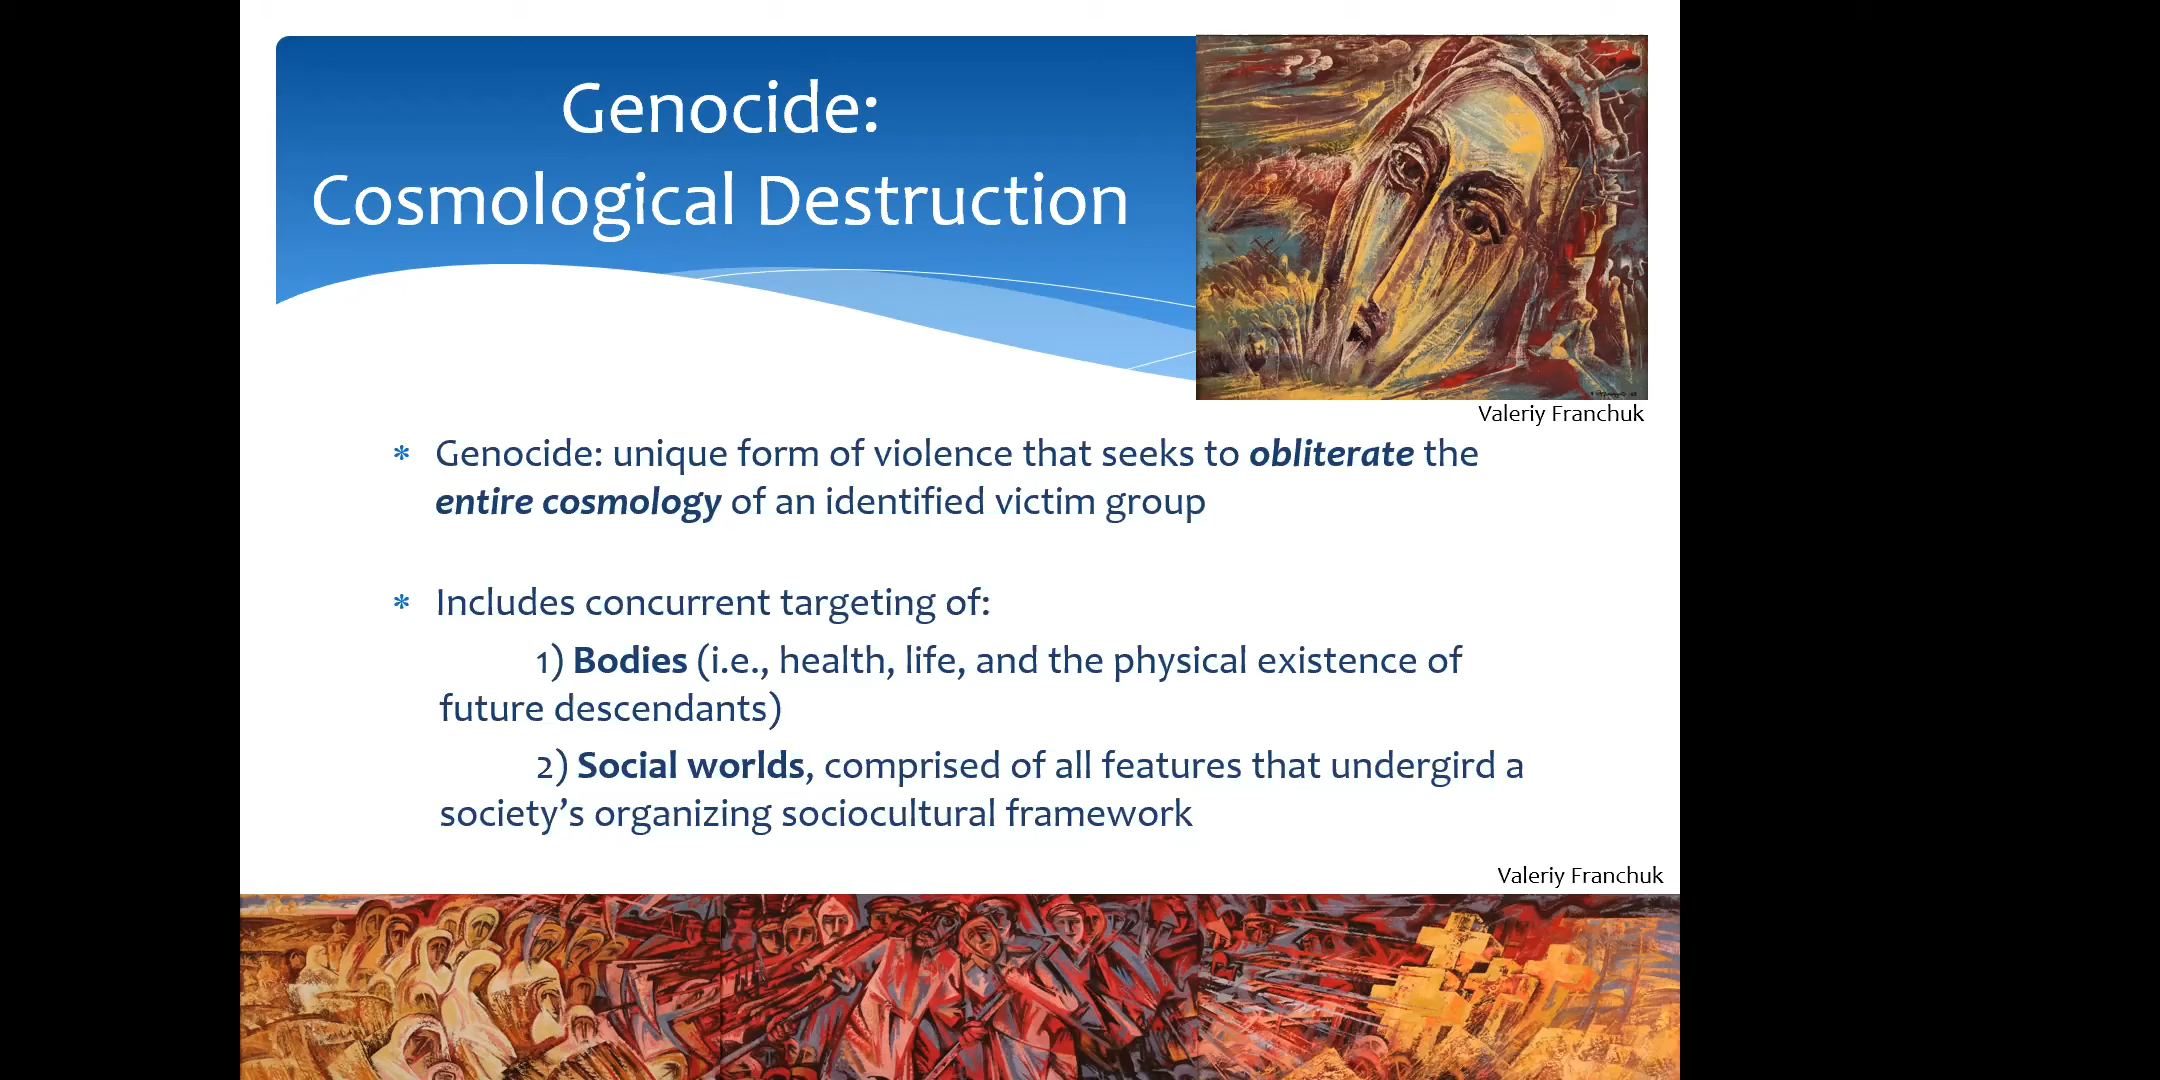 Genocide:
Cosmological Destruction
Valeriy Franchuk
* Genocide: unique form of violence that seeks to obliterate the
entire cosmology of an identified victim group
* Includes concurrent targeting of:
1) Bodies (i.e., health, life, and the physical existence of
future descendants)
2) Social worlds, comprised of all features that undergird a
society’s organizing sociocultural framework
Valeriy Franchuk